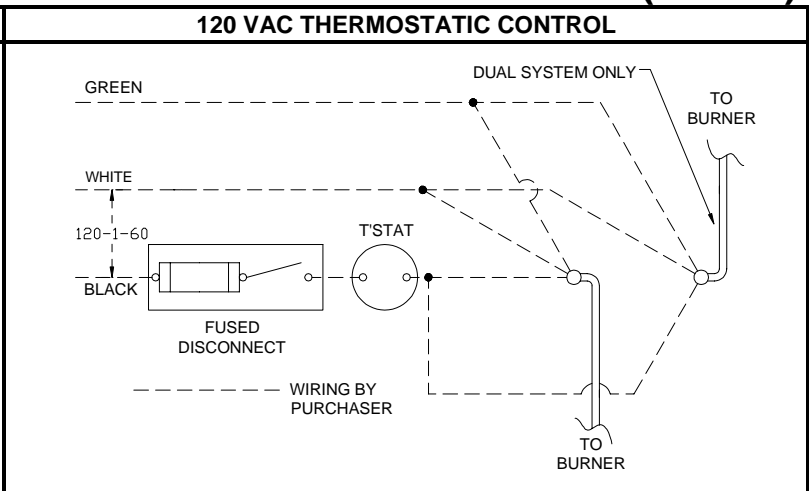 120 VAC THERMOSTATIC CONTROL
DUAL SYSTEM ONLY
GREEN
TO
BURNER
WHITE
120-1-60
T'STAT
BLACK
FUSED
DISCONNECT
WIRING BY
PURCHASER
TO
BURNER